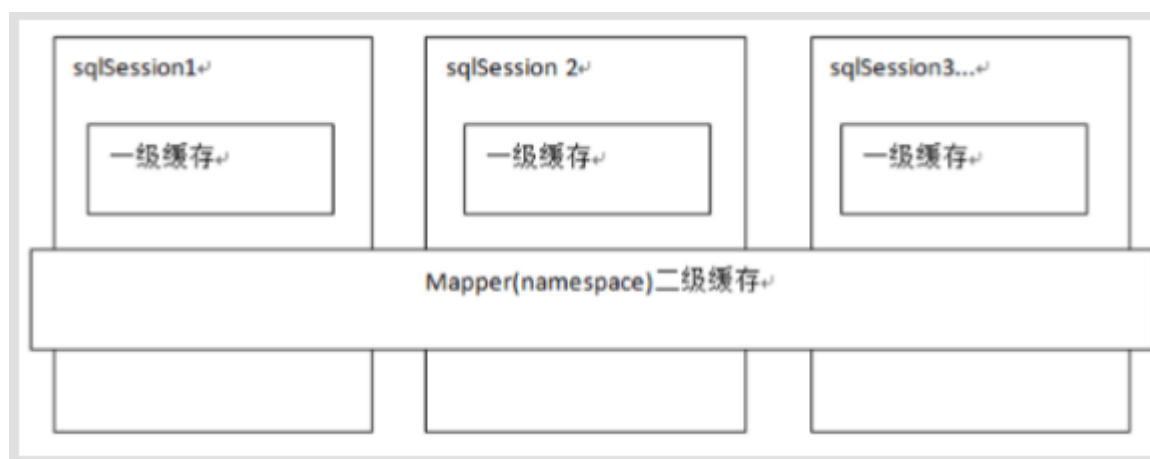 sqlSession1↵
sqlSession 2↵
sqlSession3...↵
一级缓存↵
一级缓存↵
一级缓存↵
Mapper(namespace)二级缓存↵